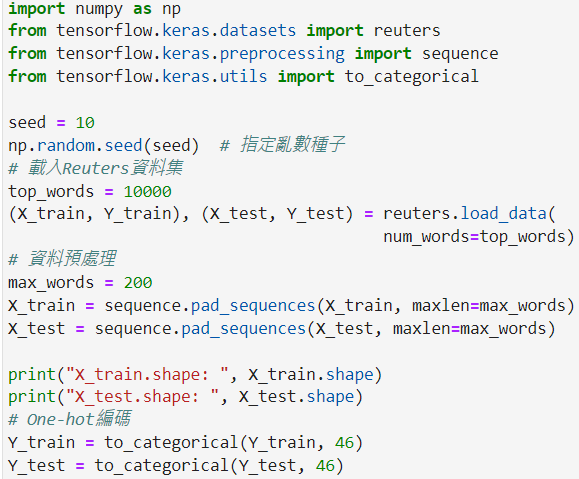 import numpy as np
from tensorflow.keras.datasets import reuters
from tensorflow.keras.preprocessing import sequence
from tensorflow.keras.utils import to_categorical

seed = 10
np.random.seed(seed)  # 指定亂數種子
# 載入Reuters資料集
top_words = 10000
(X_train, Y_train), (X_test, Y_test) = reuters.load_data(
                                       num_words=top_words)
# 資料預處理
max_words = 200
X_train = sequence.pad_sequences(X_train, maxlen=max_words)
X_test = sequence.pad_sequences(X_test, maxlen=max_words)

print("X_train.shape: ", X_train.shape)
print("X_test.shape: ", X_test.shape)
# One-hot編碼
Y_train = to_categorical(Y_train, 46)
Y_test = to_categorical(Y_test, 46)